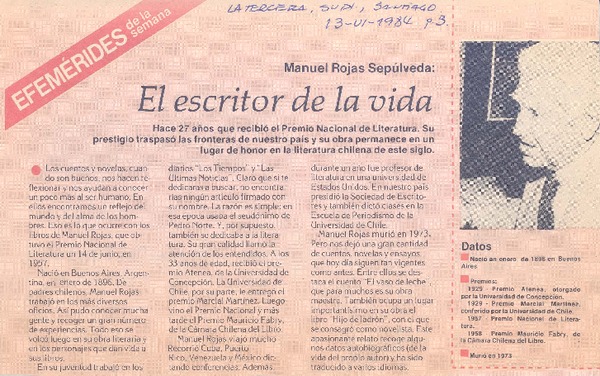 LA TERCERA, SUPL., SANTIAGO
13-VI-1984 p.3.
EFEMÉRIDES de la semana
Manuel Rojas Sepúlveda:
El escritor de la vida
Hace 27 años que recibió el Premio Nacional de Literatura. Su
prestigio traspasó las fronteras de nuestro país y su obra permanece en un
lugar de honor en la literatura chilena de este siglo.
Los cuentos y novelas, cuan-
do son buenos, nos hacen re-
flexionar y nos ayudan a conocer
un poco más al ser humano. En
ellos encontramos un reflejo del
mundo y del alma de los hom-
bres. Eso es lo que ocurre con los
libros de Manuel Rojas, que ob-
tuvo el Premio Nacional de Lite-
ratura un 14 de junio, en
1957.
Nació en Buenos Aires, Argen-
tina, en enero de 1896. De
padres chilenos, Manuel Rojas
trabajó en los más diversos
oficios. Así pudo conocer mucha
gente y recoger un gran número
de experiencias. Todo eso se
volcó luego en su obra literaria y
en los personajes que dan vida a
sus libros.
En su juventud trabajó en los
diarios "Los Tiempos" y "Las
Ultimas Noticias". Claro que si te
dedicaras a buscar, no encontra-
rías ningún artículo firmado con
su nombre. La razón es simple: en
esa época usaba el seudónimo de
Pedro Norte. Y, por supuesto,
también se dedicaba a la litera-
tura. Su gran calidad llamó la
atención de los entendidos. A los
33 años de edad, recibió el pre-
mio Atenea, de la Universidad
de Concepción. La Universidad de
Chile, por su parte, le entregó el
premio Marcial Martínez. Luego
vino el Premio Nacional y más
tarde el Premio Mauricio Fabry,
de la Cámara Chilena del Libro.
Manuel Rojas viajó mucho.
Recorrió Cuba, Puerto
Rico, Venezuela y México dic-
tando conferencias. Además,
durante un año fue profesor de
literatura en una universidad de
Estados Unidos. En nuestro país
presidió la Sociedad de Escrito-
res y también dictó clases en la
Escuela de Periodismo de la
Universidad de Chile.
Manuel Rojas murió en 1973.
Pero nos dejó una gran cantidad
de cuentos, novelas y ensayos
que hoy día siguen tan vigentes
como antes. Entre ellos se des-
taca el cuento "El vaso de leche",
que para muchos es su obra
maestra. También ocupa un lugar
importantísimo en su obra el
libro "Hijo de ladrón", con el que
se consagró como novelista. Este
apasionante relato recoge algu-
nos datos autobiográficos (de la
vida del propio autor) y ha sido
traducido a varios idiomas.
Datos
Nació en enero de 1896 en Buenos
Aires
Premios:
1929 - Premio Atenea, otorgado
por la Universidad de Concepción.
1929 - Premio Marcial Martínez,
conferido por la Universidad de Chile.
1957 - Premio Nacional de Litera-
tura.
1958 - Premio Mauricio Fabry, de
la Cámara Chilena del Libro.
Murió en 1973